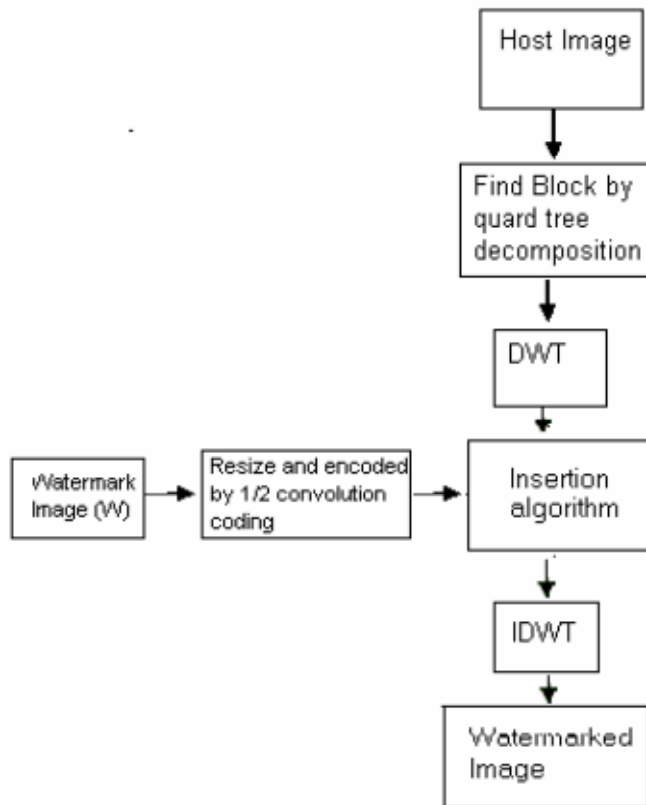 Host Image
Find Block by
quard tree
decomposition
DWT
Watermark
Image (W)
Resize and encoded
by 1/2 convolution
coding
Insertion
algorithm
IDWT
Watermarked
Image